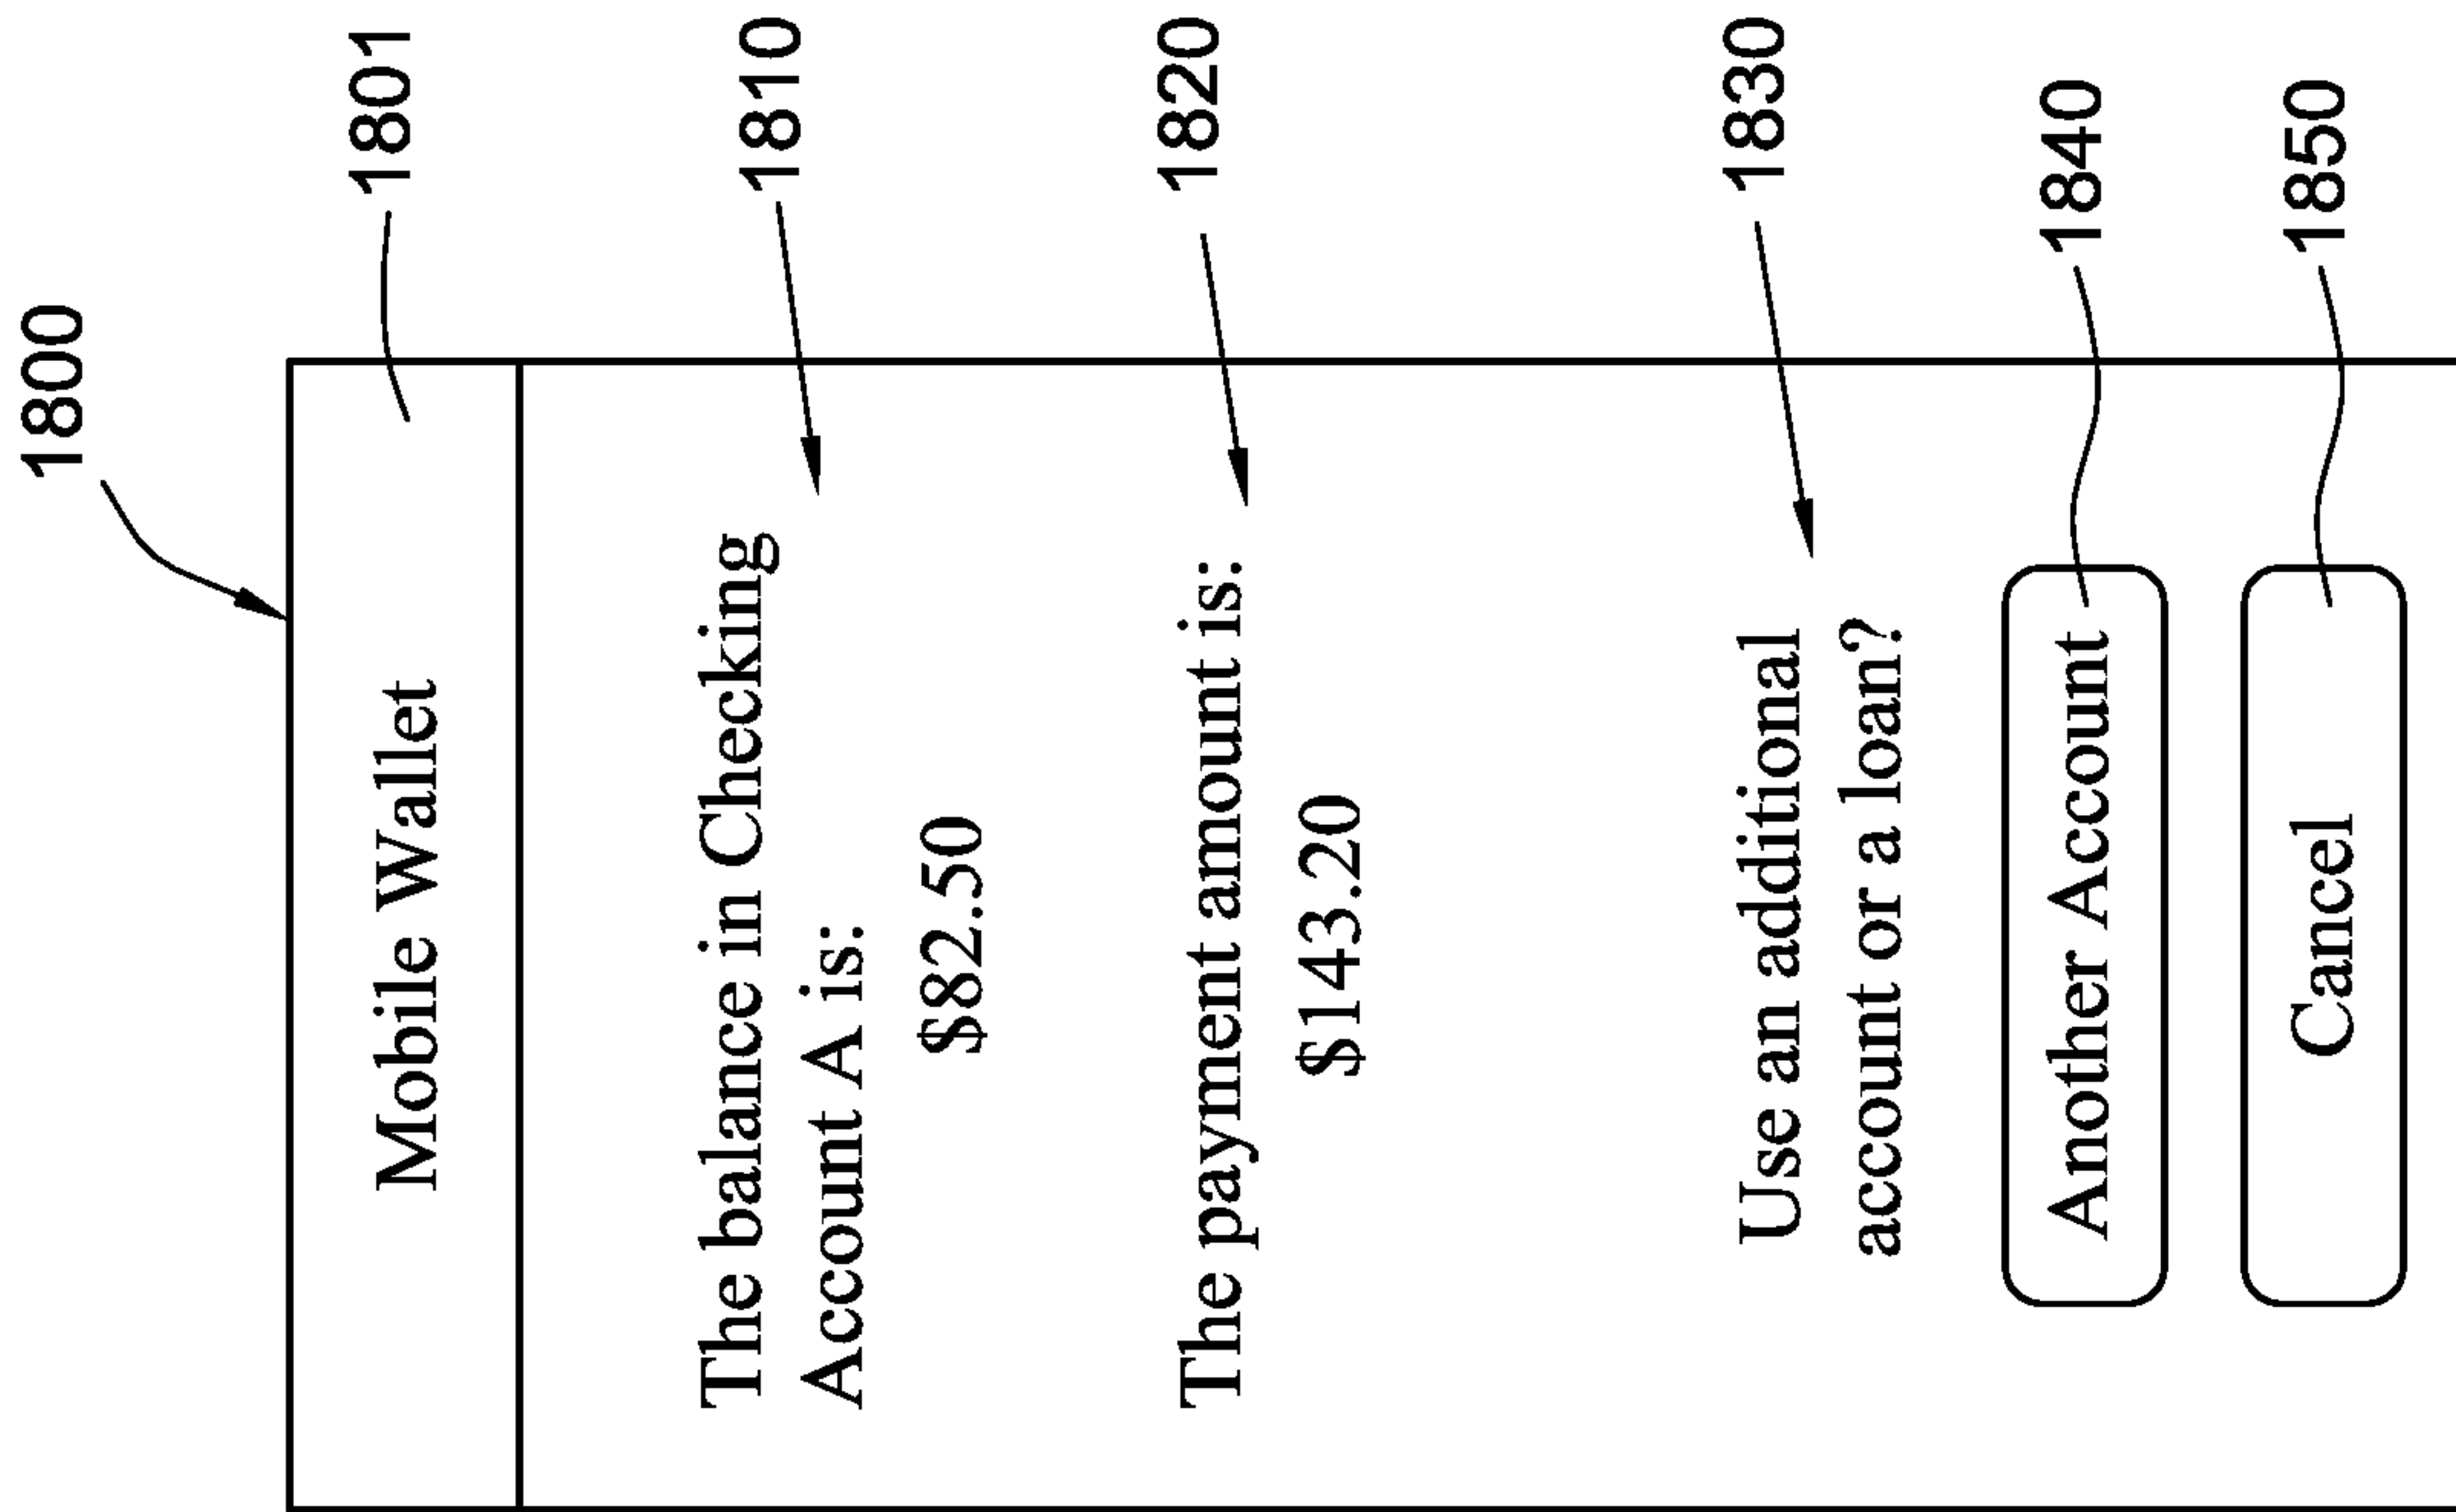 1800
Mobile Wallet
1801
The balance in Checking
Account A is:
1810
$82.50
The payment amount is:
1820
$143.20
Use an additional
account or a loan?
1830
Another Account
1840
Cancel
1850